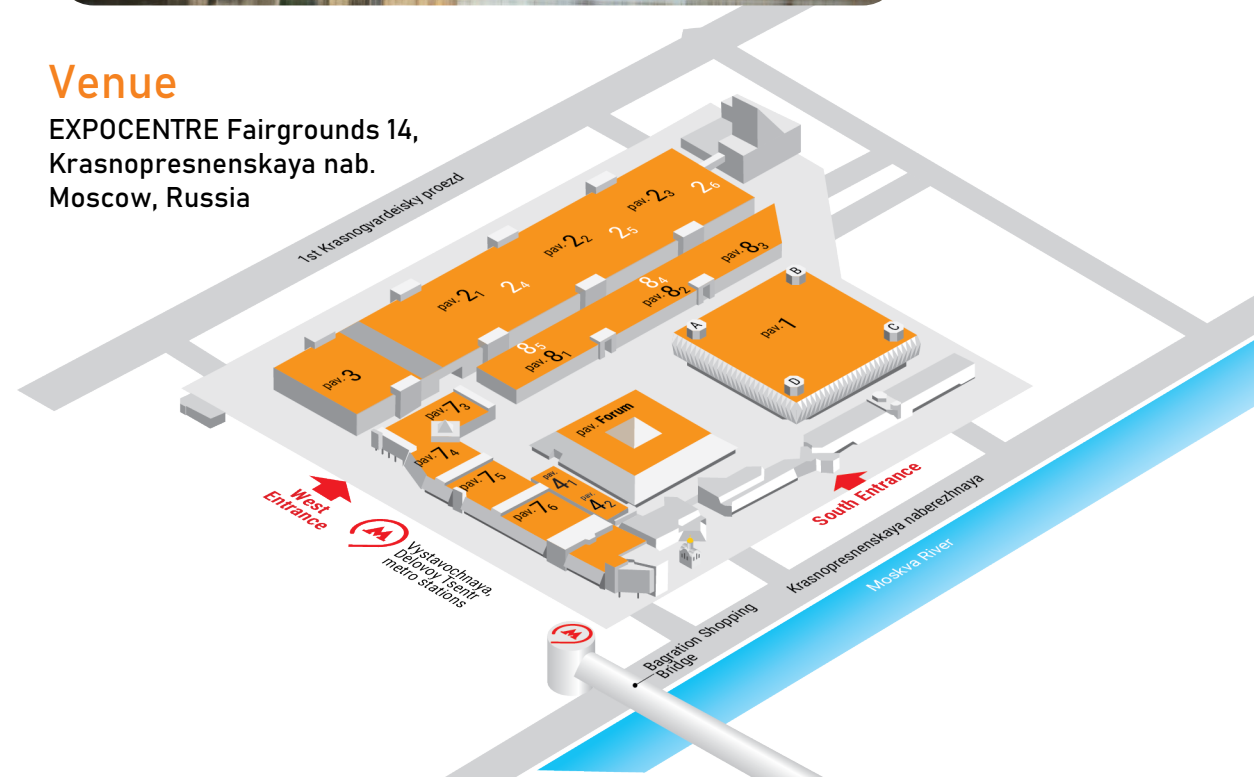 Venue
EXPOCENTRE Fairgrounds 14,
Krasnopresnenskaya nab.
Moscow, Russia
1st Krasnogvardeisky proezd
pav. 2₃
2₆
pav. 2₂
2₅
pav. 2₁
2₄
pav. 8₃
8₄
pav. 8₂
8₅
pav. 8₁
pav. 3
B
A
pav. 1
C
D
pav. 7₃
pav. Forum
pav. 7₄
pav. 7₅
pav. 4₁
pav. 4₂
pav. 7₆
West
Entrance
M
Vystavochnaya,
Delovoy Tsentr
metro stations
South Entrance
Krasnopresnenskaya naberezhnaya
Moskva River
M
Bagration Shopping
Bridge